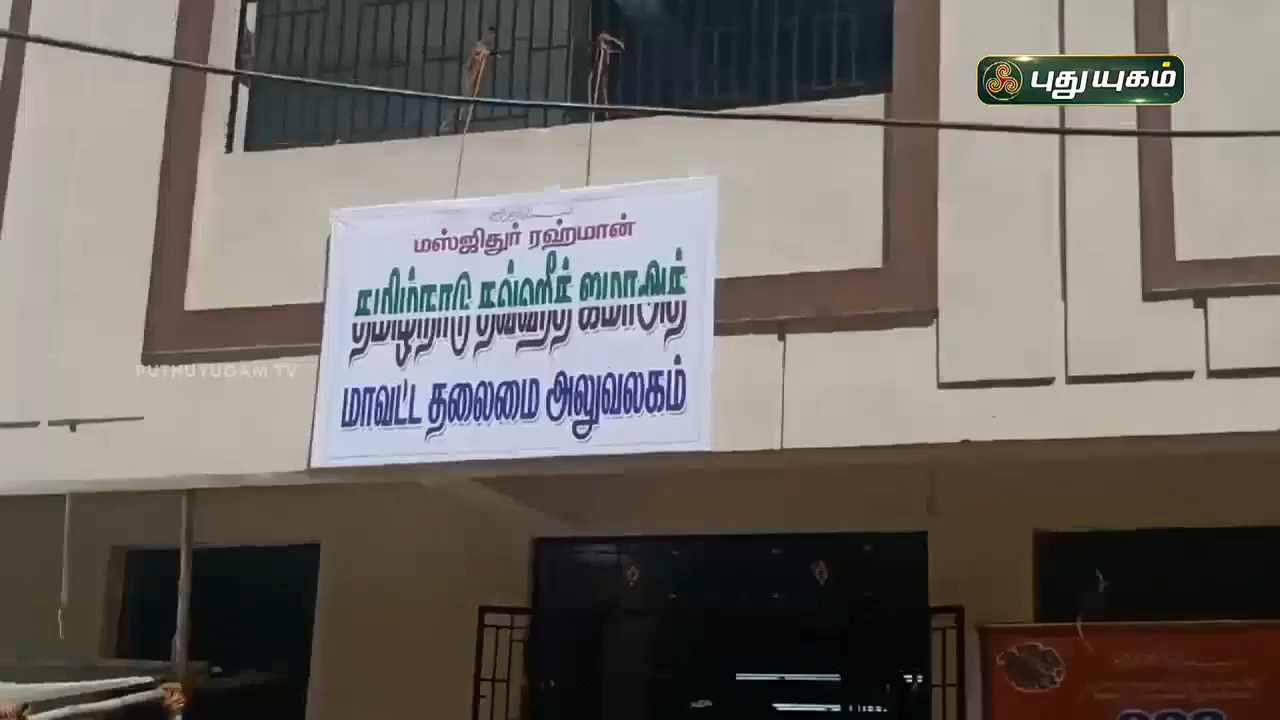 புதுயுகம்
மஸ்ஜிதுர் ரஹ்மான்
தமிழ்நாடு தவ்ஹீத் ஜமாஅத்
மாவட்ட தலைமை அலுவலகம்
PUTHUYUGAM TV